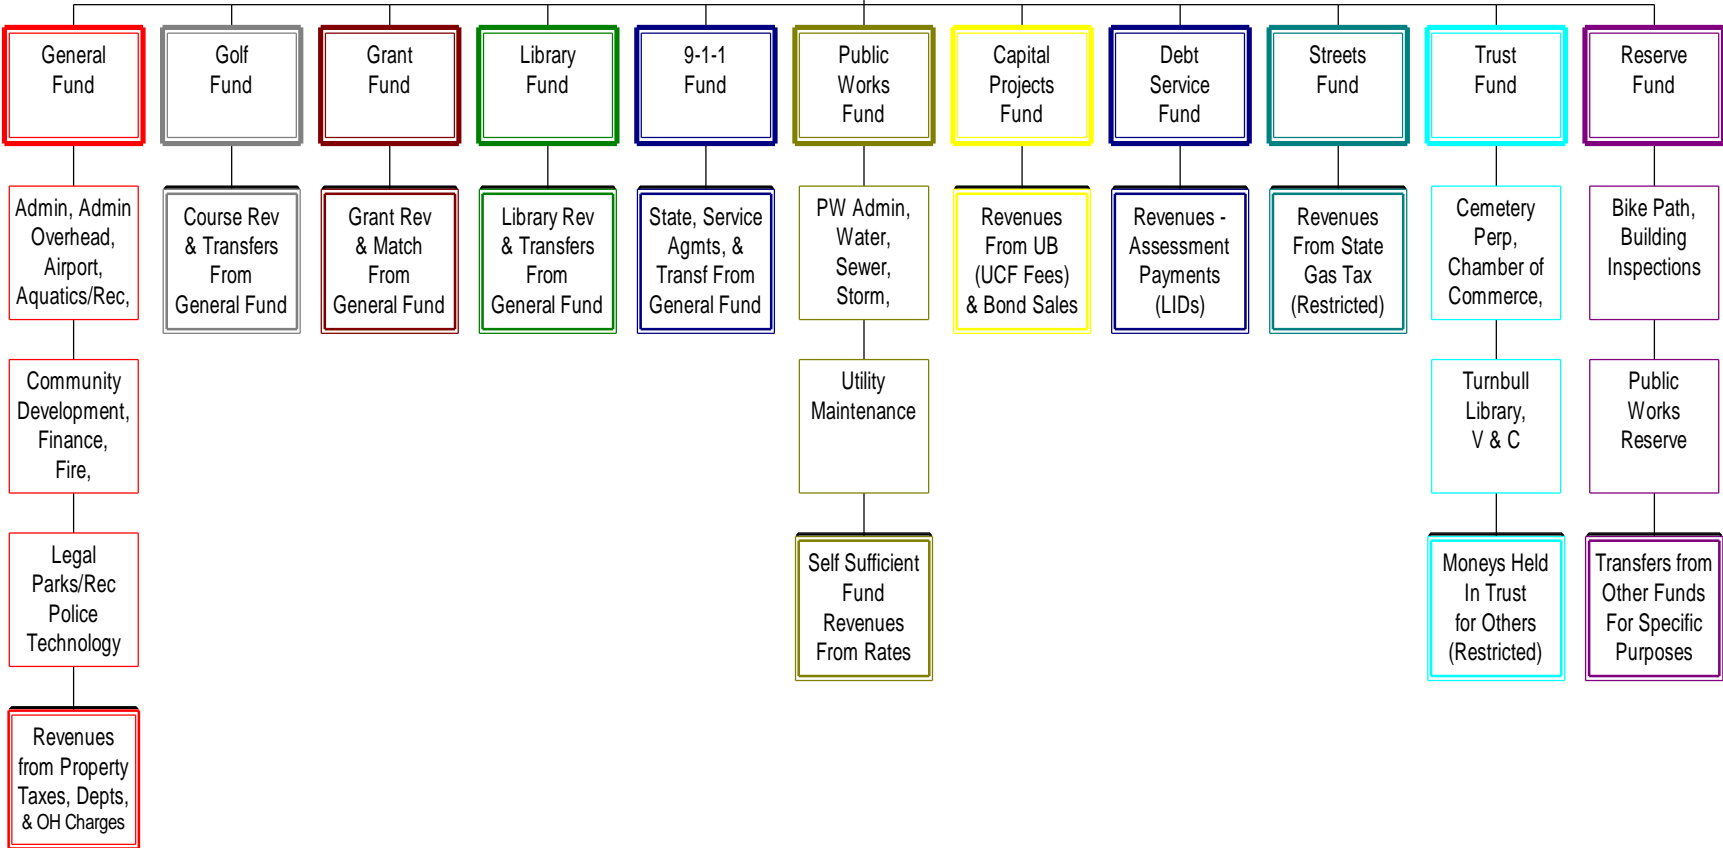 General
Fund
Golf
Fund
Grant
Fund
Library
Fund
9-1-1
Fund
Public
Works
Fund
Capital
Projects
Fund
Debt
Service
Fund
Streets
Fund
Trust
Fund
Reserve
Fund
Admin, Admin
Overhead,
Airport,
Aquatics/Rec,
Course Rev
& Transfers
From
General Fund
Grant Rev
& Match
From
General Fund
Library Rev
& Transfers
From
General Fund
State, Service
Agmts, &
Transf From
General Fund
PW Admin,
Water,
Sewer,
Storm,
Revenues
From UB
(UCF Fees)
& Bond Sales
Revenues -
Assessment
Payments
(LIDs)
Revenues
From State
Gas Tax
(Restricted)
Cemetery
Perp,
Chamber of
Commerce,
Bike Path,
Building
Inspections
Community
Development,
Finance,
Fire,
Utility
Maintenance
Turnbull
Library,
V & C
Public
Works
Reserve
Legal
Parks/Rec
Police
Technology
Self Sufficient
Fund
Revenues
From Rates
Moneys Held
In Trust
for Others
(Restricted)
Transfers from
Other Funds
For Specific
Purposes
Revenues
from Property
Taxes, Depts,
& OH Charges